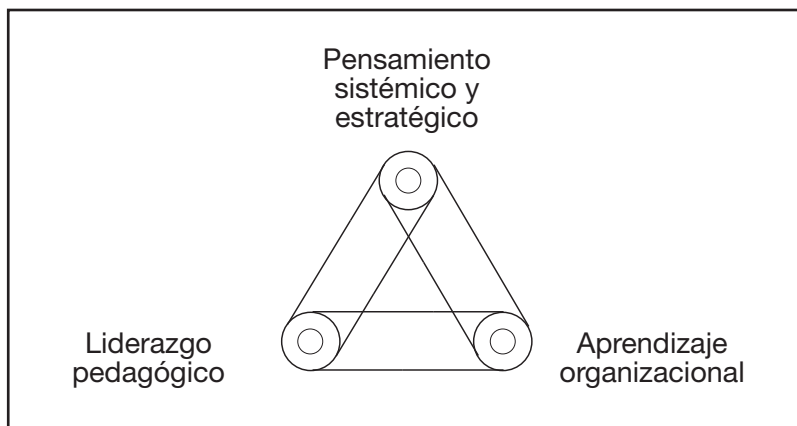 Pensamiento
sistémico y
estratégico
Liderazgo
pedagógico
Aprendizaje
organizacional